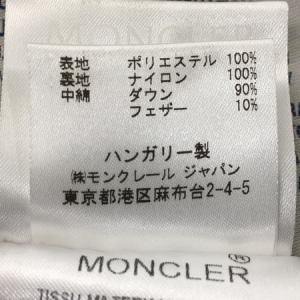 表地 ポリエステル 100%
裏地 ナイロン 100%
中綿 ダウン 90%
フェザー 10%
ハンガリー製
㈱モンクレール ジャパン
東京都港区麻布台2-4-5
MONCLER